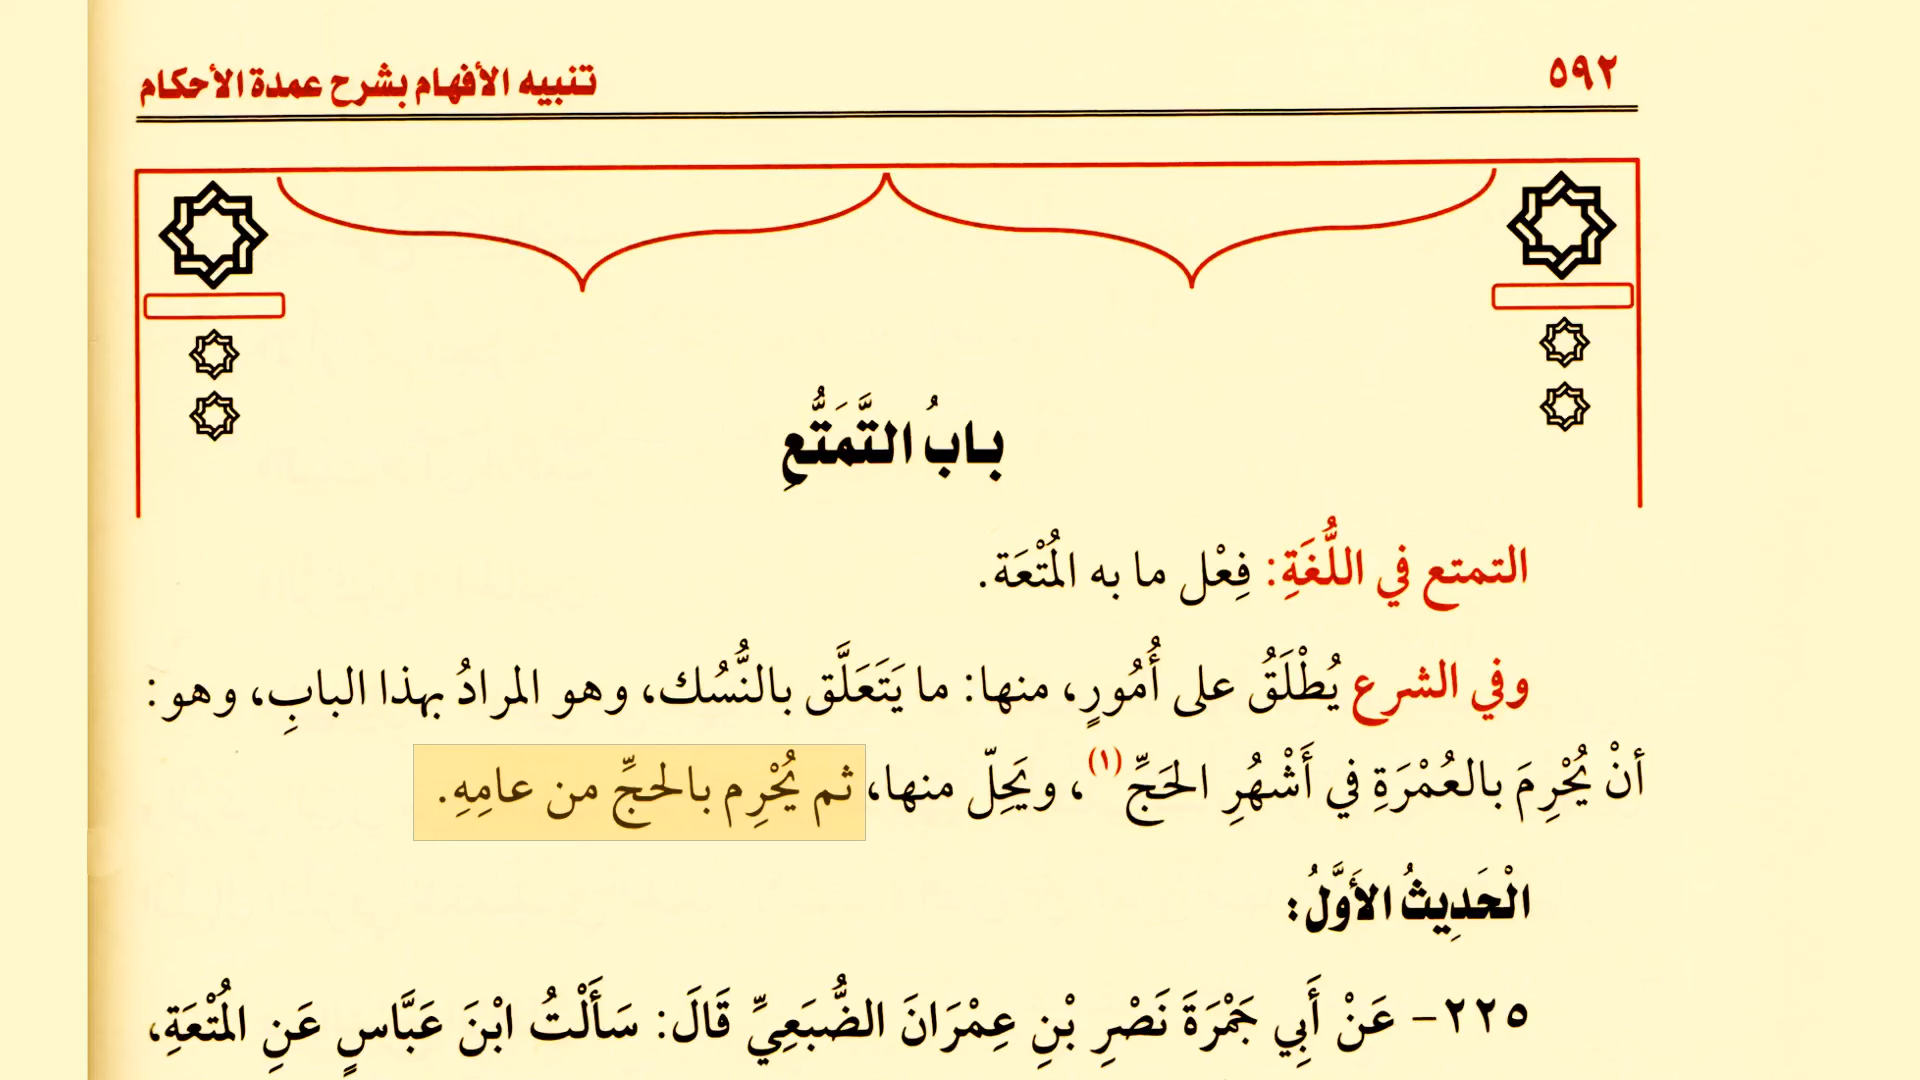 ٥٩٢ تنبيه الأفهام بشرح عمدة الأحكام
بابُ التَّمَتُّعِ
التمتع في اللُّغَةِ: فِعْل ما به المُتْعَة.
وفي الشرع يُطْلَقُ على أُمُورٍ، منها: ما يَتَعَلَّق بالنُّسُك، وهو المرادُ بهذا البابِ، وهو:
أنْ يُحْرِمَ بالعُمْرَةِ في أَشْهُرِ الحَجِّ (١)، ويَحِلّ منها، ثم يُحْرِم بالحجِّ من عامِهِ.
الْحَدِيثُ الأَوَّلُ:
٢٢٥- عَنْ أَبِي جَمْرَةَ نَصْرِ بْنِ عِمْرَانَ الضُّبَعِيِّ قَالَ: سَأَلْتُ ابْنَ عَبَّاسٍ عَنِ المُتْعَةِ،